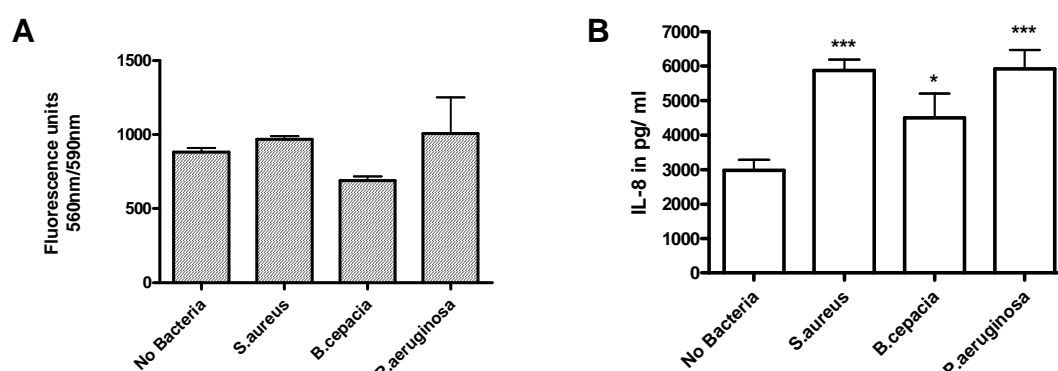 A
Fluorescence units
560nm/590nm
1500
1000
500
0
No Bacteria
S.aureus
B.cepacia
P.aeruginosa
B
IL-8 in pg/ ml
7000
6000
5000
4000
3000
2000
1000
0
***
*
***
No Bacteria
S.aureus
B.cepacia
P.aeruginosa